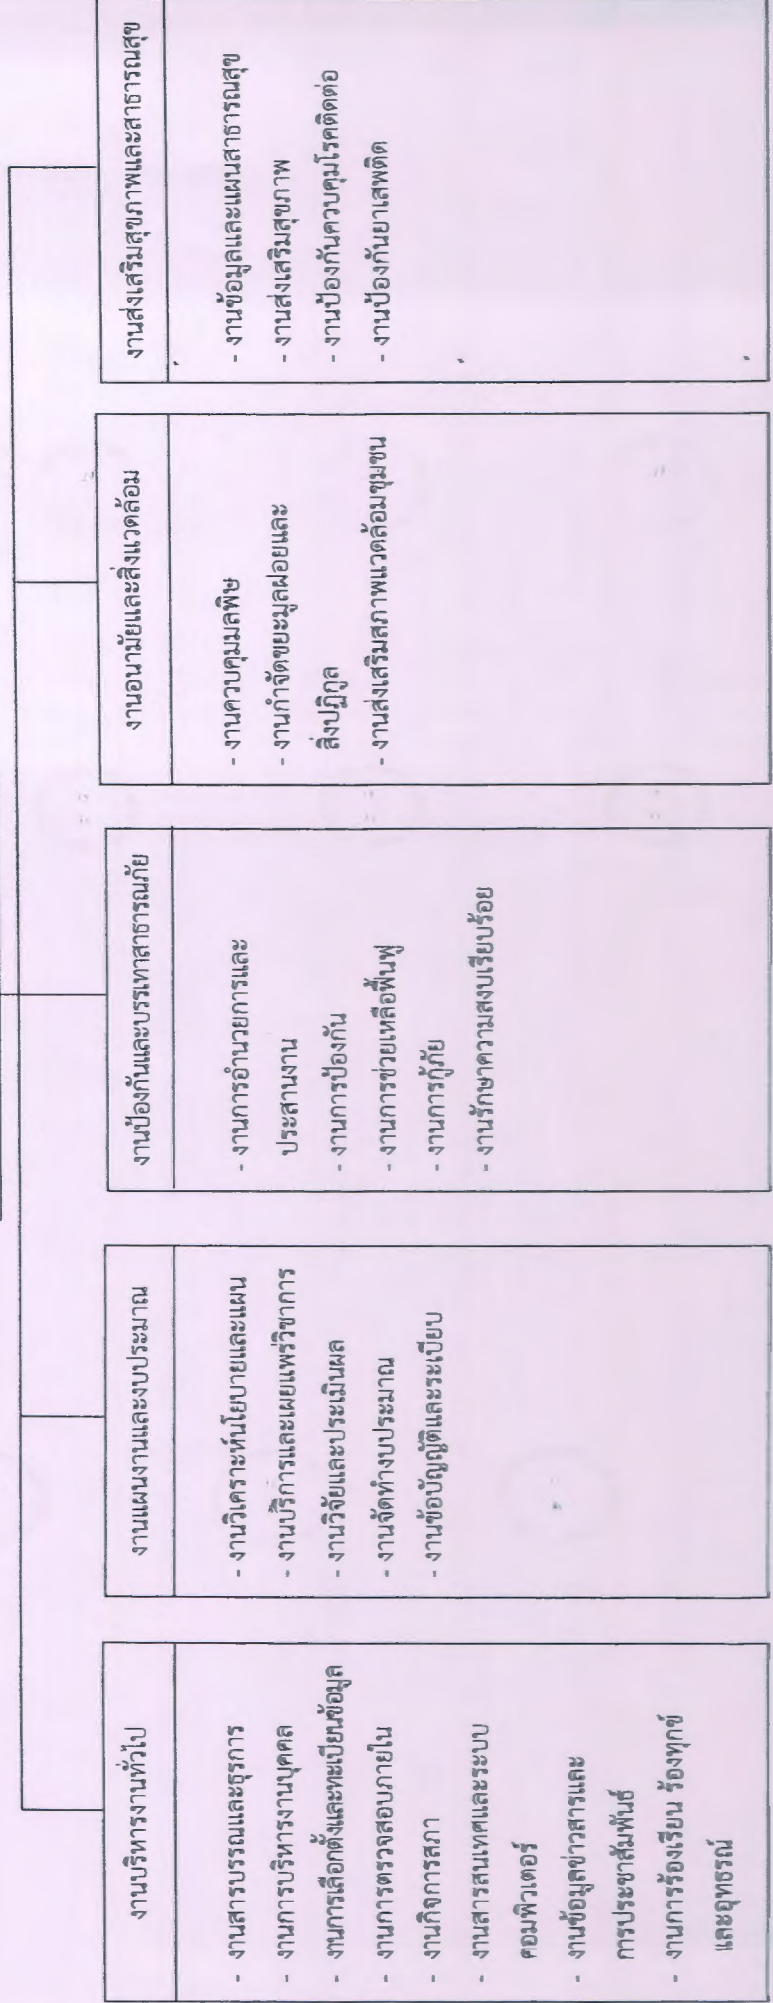 งานบริหารงานทั่วไป
- งานสารบรรณและธุรการ
- งานการบริหารงานบุคคล
- งานการเลือกตั้งและทะเบียนข้อมูล
- งานการตรวจสอบภายใน
- งานกิจการสภา
- งานสารสนเทศและระบบ
คอมพิวเตอร์
- งานข้อมูลข่าวสารและ
การประชาสัมพันธ์
- งานการร้องเรียน ร้องทุกข์
และอุทธรณ์
งานแผนงานและงบประมาณ
- งานวิเคราะห์นโยบายและแผน
- งานบริการและเผยแพร่วิชาการ
- งานวิจัยและประเมินผล
- งานจัดทำงบประมาณ
- งานข้อบัญญัติและระเบียบ
งานป้องกันและบรรเทาสาธารณภัย
- งานการอำนวยการและ
ประสานงาน
- งานการป้องกัน
- งานการช่วยเหลือฟื้นฟู
- งานการกู้ภัย
- งานรักษาความสงบเรียบร้อย
งานอนามัยและสิ่งแวดล้อม
- งานควบคุมมลพิษ
- งานกำจัดขยะมูลฝอยและ
สิ่งปฏิกูล
- งานส่งเสริมสภาพแวดล้อมชุมชน
งานส่งเสริมสุขภาพและสาธารณสุข
- งานข้อมูลและแผนสาธารณสุข
- งานส่งเสริมสุขภาพ
- งานป้องกันควบคุมโรคติดต่อ
- งานป้องกันยาเสพติด